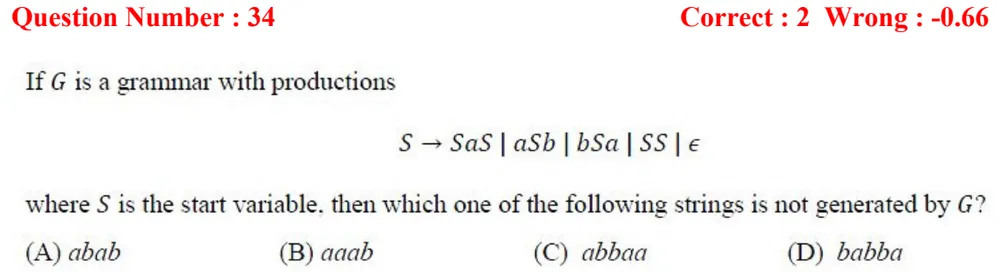 Question Number : 34 Correct : 2 Wrong : -0.66
If G is a grammar with productions
S → SaS | aSb | bSa | SS | ϵ
where S is the start variable, then which one of the following strings is not generated by G?
(A) abab (B) aaab (C) abbaa (D) babba